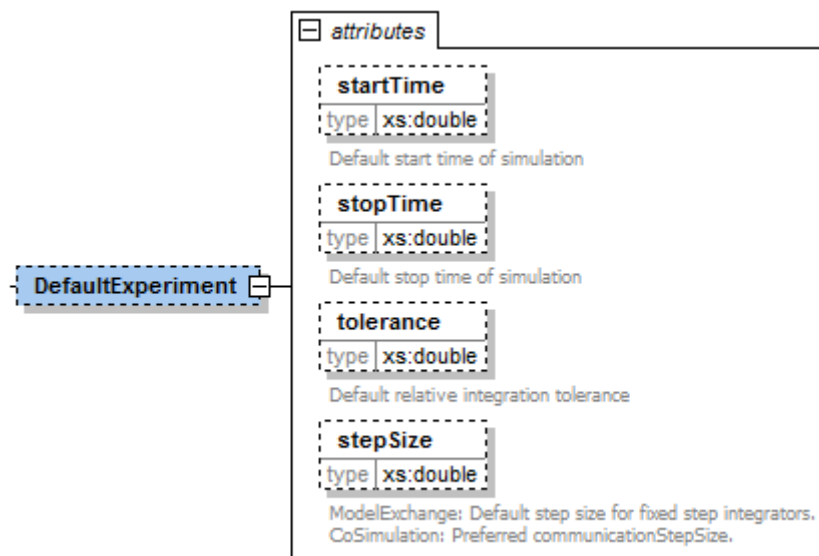 attributes
startTime
type xs:double
Default start time of simulation
stopTime
type xs:double
Default stop time of simulation
DefaultExperiment
tolerance
type xs:double
Default relative integration tolerance
stepSize
type xs:double
ModelExchange: Default step size for fixed step integrators.
CoSimulation: Preferred communicationStepSize.